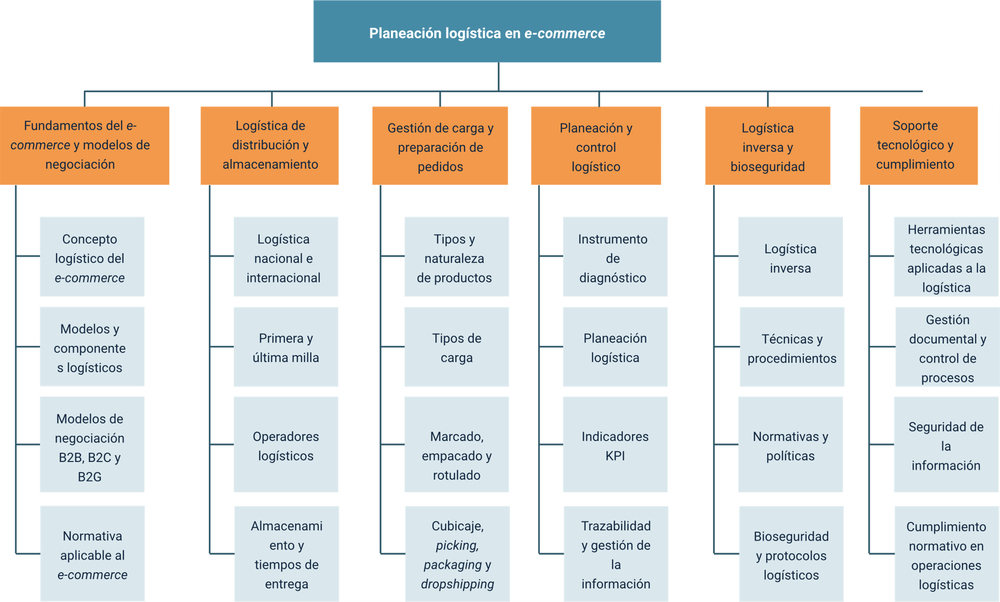 Planeación logística en e-commerce
Fundamentos del e-
commerce y modelos de
negociación
Concepto
logístico del
e-commerce
Modelos y
componente
s logísticos
Modelos de
negociación
B2B, B2C y
B2G
Normativa
aplicable al
e-commerce
Logística de
distribución y
almacenamiento
Logística
nacional e
internacional
Primera y
última milla
Operadores
logísticos
Almacenami
ento y
tiempos de
entrega
Gestión de carga y
preparación de
pedidos
Tipos y
naturaleza
de productos
Tipos de
carga
Marcado,
empacado y
rotulado
Cubicaje,
picking,
packaging y
dropshipping
Planeación y
control
logístico
Instrumento
de
diagnóstico
Planeación
logística
Indicadores
KPI
Trazabilidad
y gestión de
la
información
Logística
inversa y
bioseguridad
Logística
inversa
Técnicas y
procedimientos
Normativas y
políticas
Bioseguridad
y protocolos
logísticos
Soporte
tecnológico y
cumplimiento
Herramientas
tecnológicas
aplicadas a la
logística
Gestión
documental y
control de
procesos
Seguridad de
la
información
Cumplimiento
normativo en
operaciones
logísticas